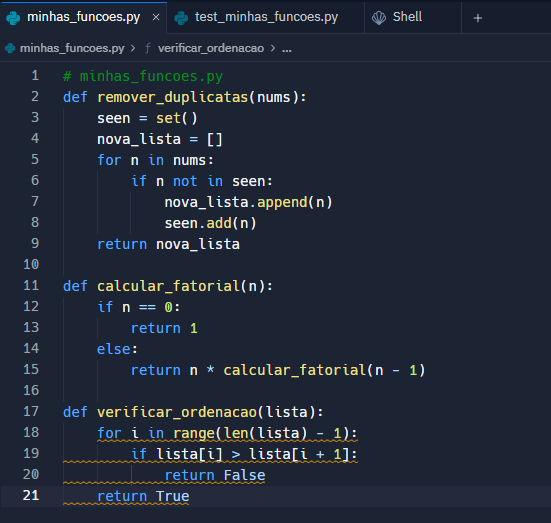 minhas_funcoes.py × test_minhas_funcoes.py Shell +
minhas_funcoes.py > f verificar_ordenacao > ...
1 # minhas_funcoes.py
2 def remover_duplicatas(nums):
3     seen = set()
4     nova_lista = []
5     for n in nums:
6         if n not in seen:
7             nova_lista.append(n)
8             seen.add(n)
9     return nova_lista
10
11 def calcular_fatorial(n):
12     if n == 0:
13         return 1
14     else:
15         return n * calcular_fatorial(n - 1)
16
17 def verificar_ordenacao(lista):
18     for i in range(len(lista) - 1):
19         if lista[i] > lista[i + 1]:
20             return False
21     return True